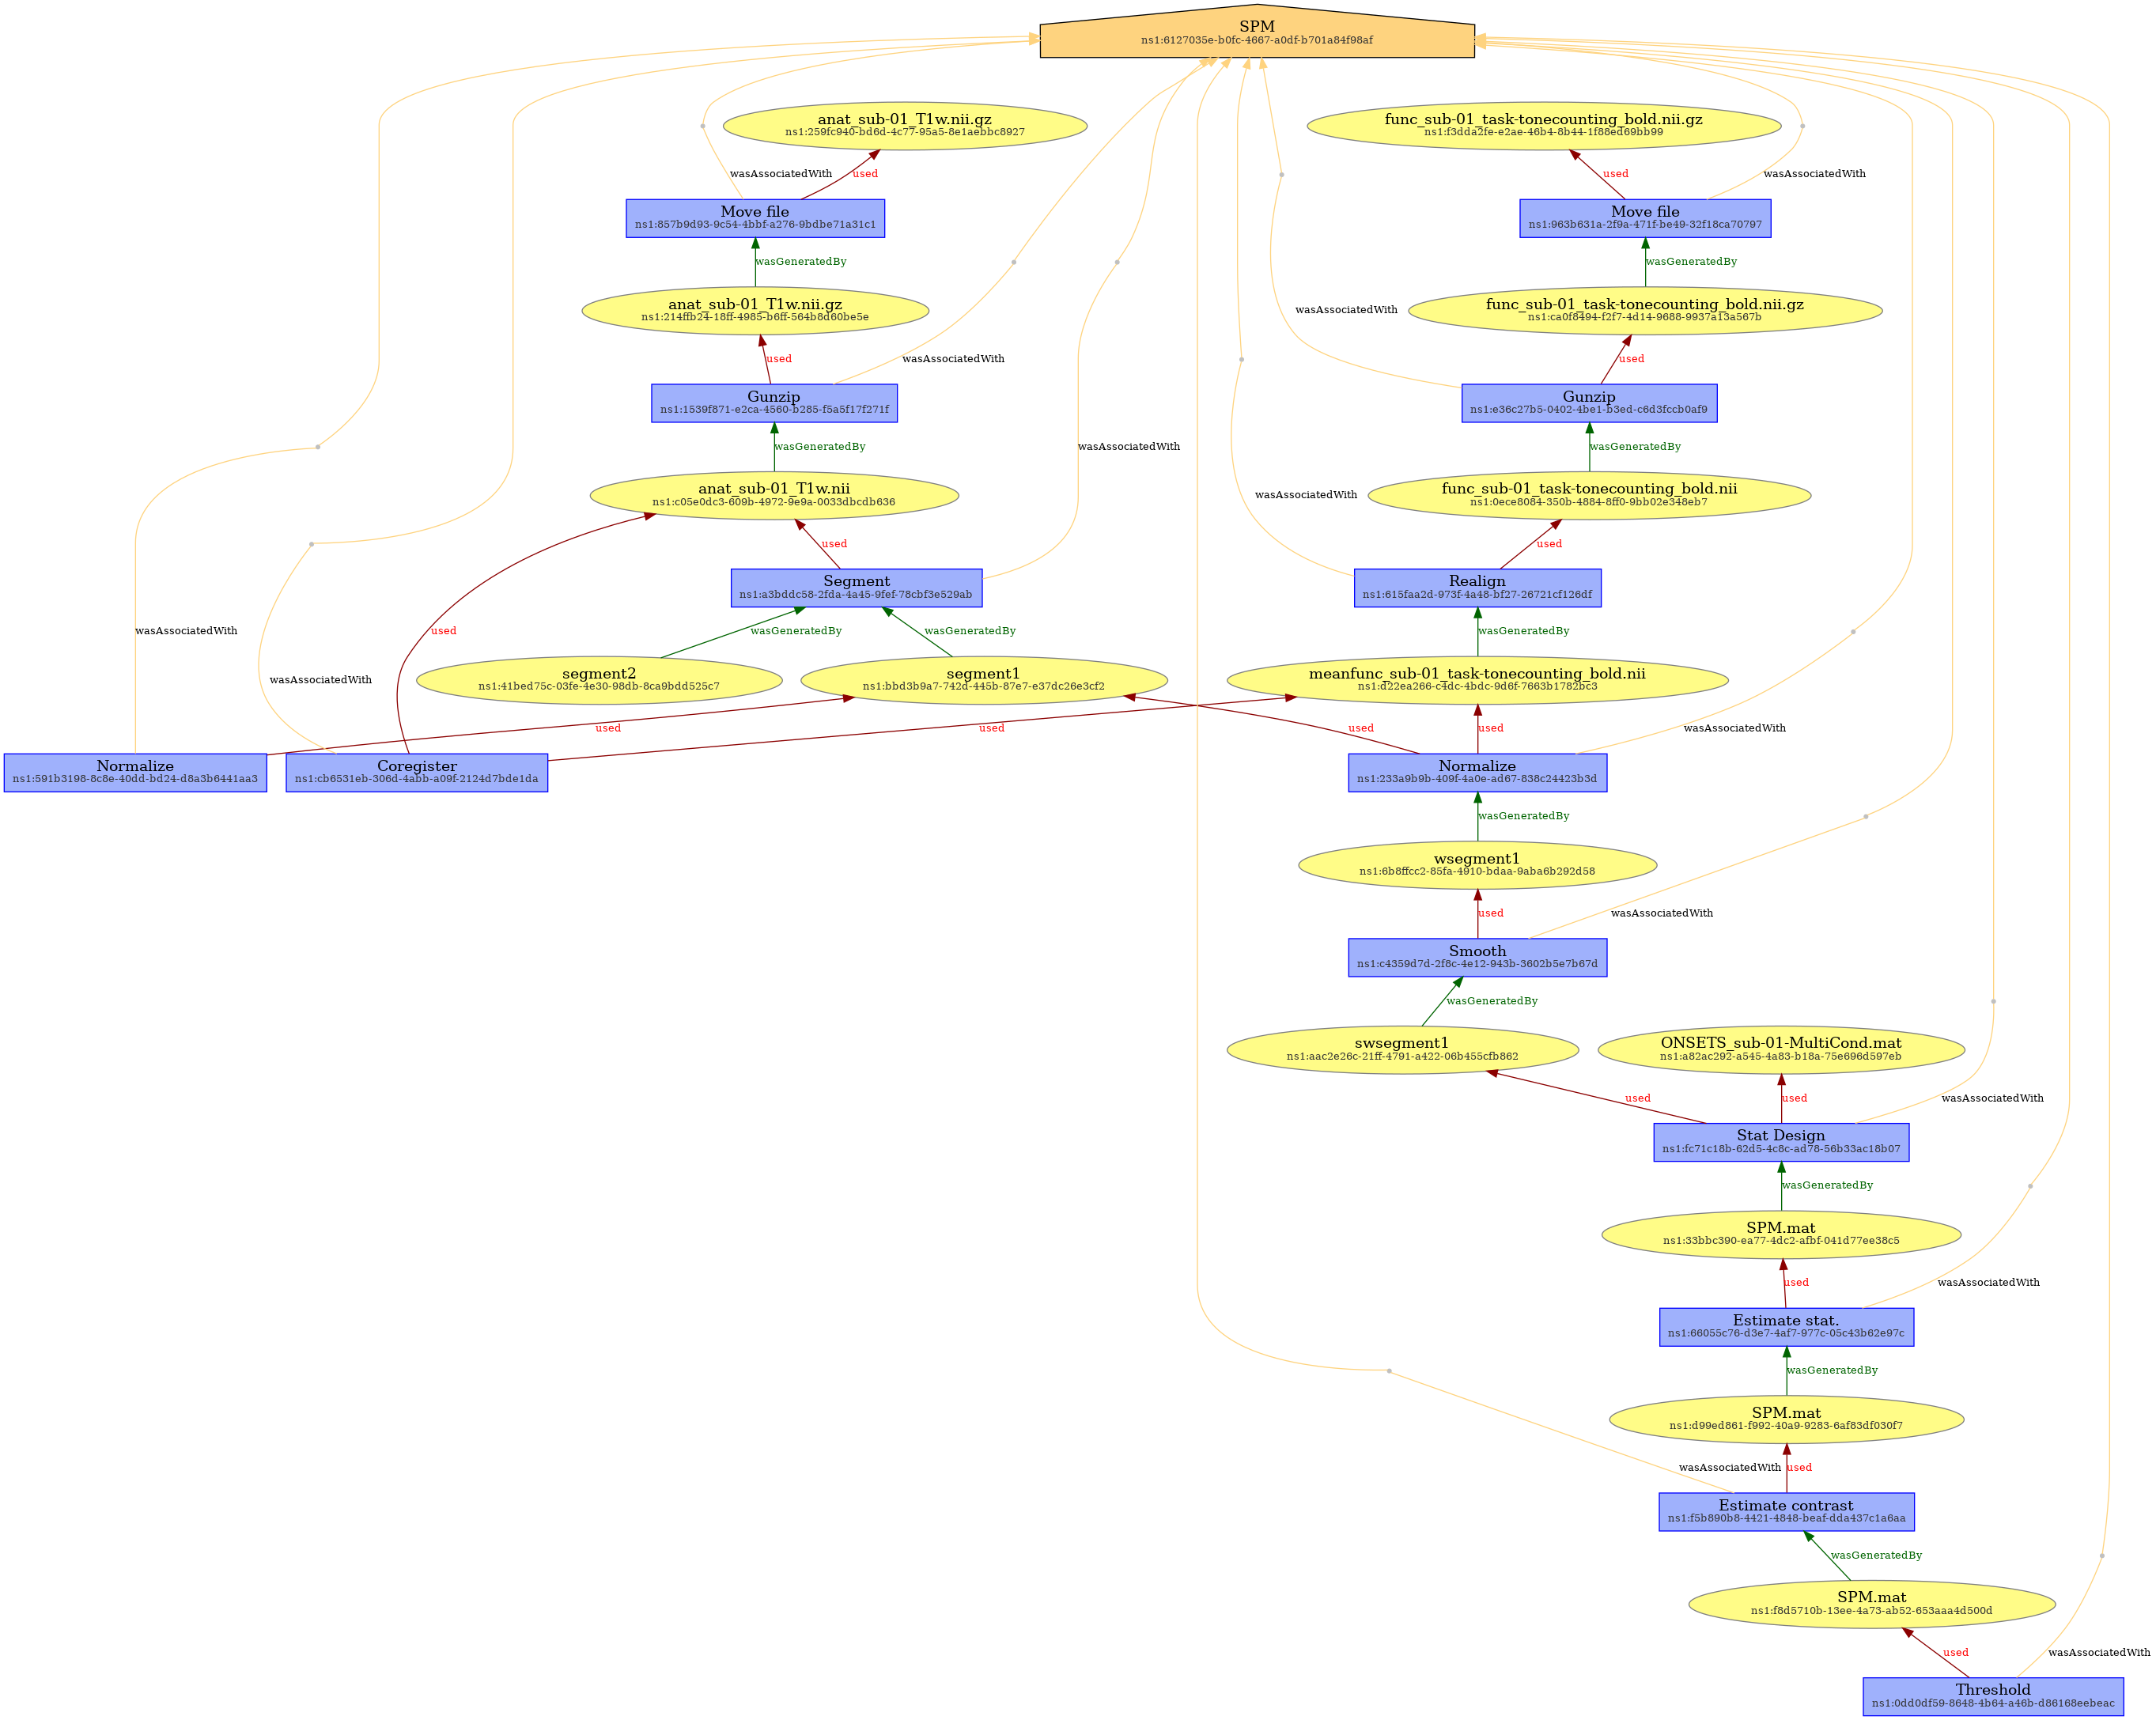 SPM
ns1:6127035e-b0fc-4667-a0df-b701a84f98af
anat_sub-01_T1w.nii.gz
ns1:259fc940-bd6d-4c77-95a5-8e1aebbc8927
func_sub-01_task-tonecounting_bold.nii.gz
ns1:f3dda2fe-e2ae-46b4-8b44-1f88ed69bb99
wasAssociatedWith
used
used
wasAssociatedWith
Move file
ns1:857b9d93-9c54-4bbf-a276-9bdbe71a31c1
Move file
ns1:963b631a-2f9a-471f-be49-32f18ca70797
wasGeneratedBy
wasGeneratedBy
anat_sub-01_T1w.nii.gz
ns1:214ffb24-18ff-4985-b6ff-564b8d60be5e
wasAssociatedWith
func_sub-01_task-tonecounting_bold.nii.gz
ns1:ca0f8494-f2f7-4d14-9688-9937a13a567b
used
wasAssociatedWith
used
Gunzip
ns1:1539f871-e2ca-4560-b285-f5a5f17f271f
Gunzip
ns1:e36c27b5-0402-4be1-b3ed-c6d3fccb0af9
wasGeneratedBy
wasAssociatedWith
wasGeneratedBy
anat_sub-01_T1w.nii
ns1:c05e0dc3-609b-4972-9e9a-0033dbcdb636
wasAssociatedWith
func_sub-01_task-tonecounting_bold.nii
ns1:0ece8084-350b-4884-8ff0-9bb02e348eb7
used
used
Segment
ns1:a3bddc58-2fda-4a45-9fef-78cbf3e529ab
Realign
ns1:615faa2d-973f-4a48-bf27-26721cf126df
wasAssociatedWith
used
wasGeneratedBy
wasGeneratedBy
wasGeneratedBy
wasAssociatedWith
segment2
ns1:41bed75c-03fe-4e30-98db-8ca9bdd525c7
segment1
ns1:bbd3b9a7-742d-445b-87e7-e37dc26e3cf2
meanfunc_sub-01_task-tonecounting_bold.nii
ns1:d22ea266-c4dc-4bdc-9d6f-7663b1782bc3
used
used
used
used
wasAssociatedWith
Normalize
ns1:591b3198-8c8e-40dd-bd24-d8a3b6441aa3
Coregister
ns1:cb6531eb-306d-4abb-a09f-2124d7bde1da
Normalize
ns1:233a9b9b-409f-4a0e-ad67-838c24423b3d
wasGeneratedBy
wsegment1
ns1:6b8ffcc2-85fa-4910-bdaa-9aba6b292d58
used
wasAssociatedWith
Smooth
ns1:c4359d7d-2f8c-4e12-943b-3602b5e7b67d
wasGeneratedBy
swsegment1
ns1:aac2e26c-21ff-4791-a422-06b455cfb862
ONSETS_sub-01-MultiCond.mat
ns1:a82ac292-a545-4a83-b18a-75e696d597eb
used
used
wasAssociatedWith
Stat Design
ns1:fc71c18b-62d5-4c8c-ad78-56b33ac18b07
wasGeneratedBy
SPM.mat
ns1:33bbc390-ea77-4dc2-afbf-041d77ee38c5
used
wasAssociatedWith
Estimate stat.
ns1:66055c76-d3e7-4af7-977c-05c43b62e97c
wasGeneratedBy
SPM.mat
ns1:d99ed861-f992-40a9-9283-6af83df030f7
wasAssociatedWith
used
Estimate contrast
ns1:f5b890b8-4421-4848-beaf-dda437c1a6aa
wasGeneratedBy
SPM.mat
ns1:f8d5710b-13ee-4a73-ab52-653aaa4d500d
used
wasAssociatedWith
Threshold
ns1:0dd0df59-8648-4b64-a46b-d86168eebeac